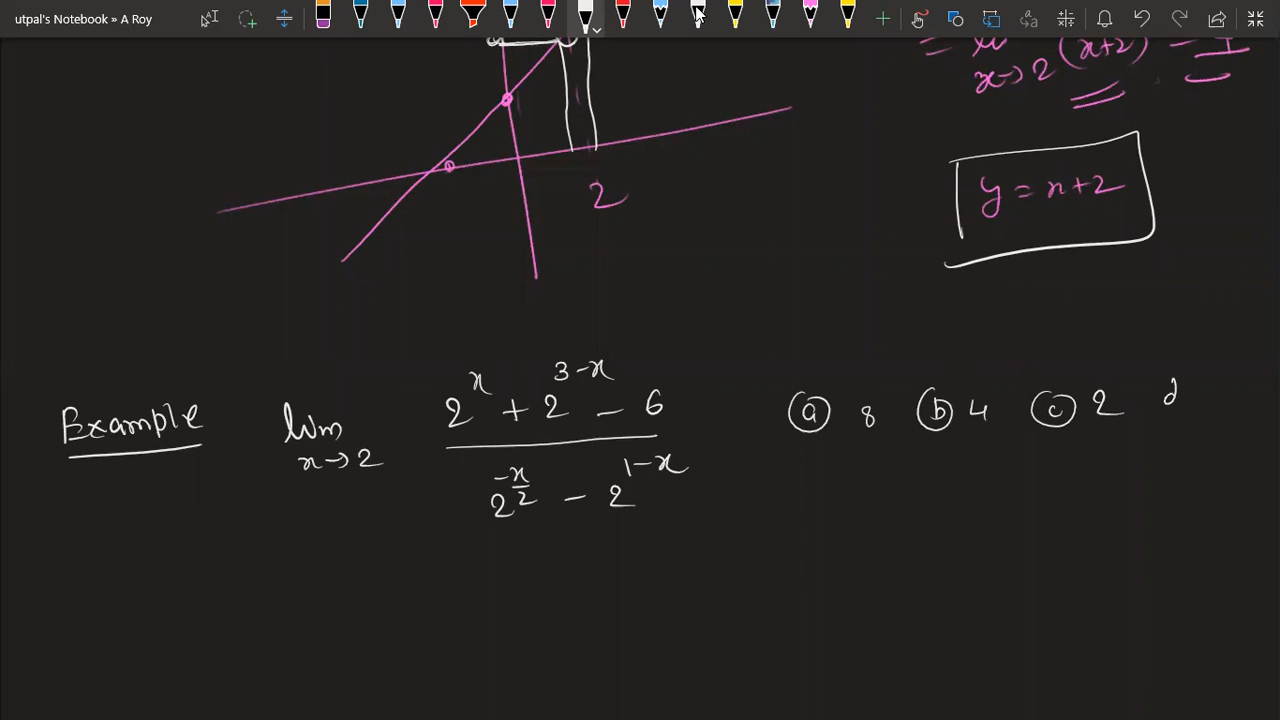 utpal's Notebook » A Roy
= lim x→2 (x+2) =
2
y = x+2
Example lim x→2 (2^x + 2^(3-x) - 6) / (2^(-x/2) - 2^(1-x)) (a) 8 (b) 4 (c) 2 d